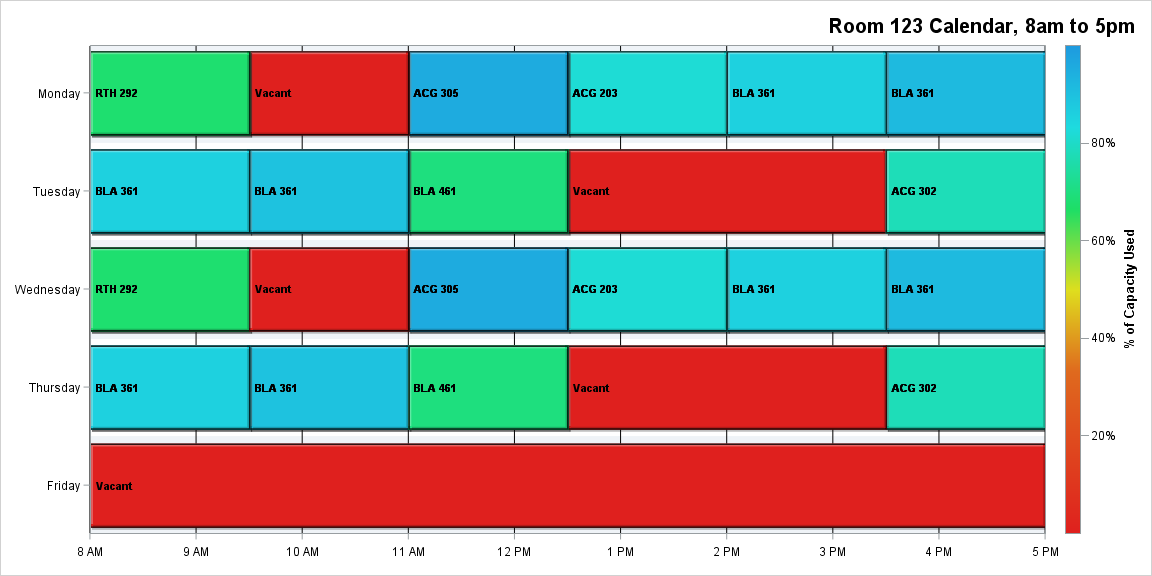 Room 123 Calendar, 8am to 5pm
Monday
RTH 292
Vacant
ACG 305
ACG 203
BLA 361
BLA 361
Tuesday
BLA 361
BLA 361
BLA 461
Vacant
ACG 302
Wednesday
RTH 292
Vacant
ACG 305
ACG 203
BLA 361
BLA 361
Thursday
BLA 361
BLA 361
BLA 461
Vacant
ACG 302
Friday
Vacant
8 AM
9 AM
10 AM
11 AM
12 PM
1 PM
2 PM
3 PM
4 PM
5 PM
80%
60%
40%
20%
% of Capacity Used